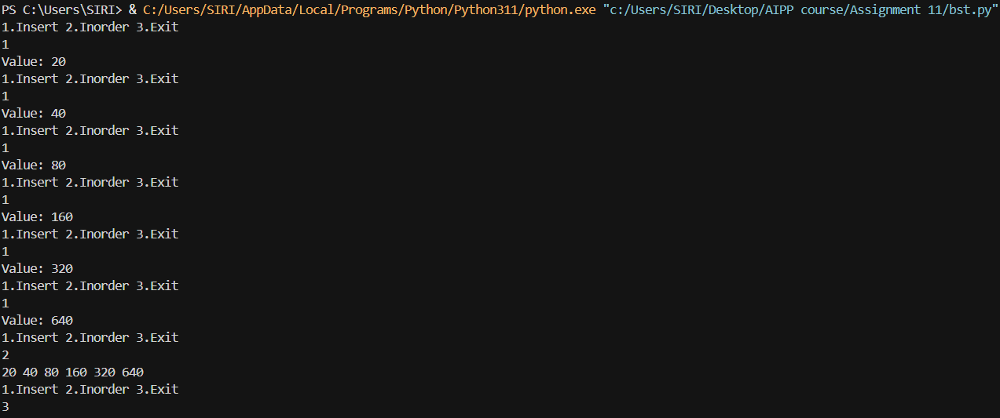 PS C:\Users\SIRI> & C:/Users/SIRI/AppData/Local/Programs/Python/Python311/python.exe "c:/Users/SIRI/Desktop/AIPP course/Assignment 11/bst.py"
1.Insert 2.Inorder 3.Exit
1
Value: 20
1.Insert 2.Inorder 3.Exit
1
Value: 40
1.Insert 2.Inorder 3.Exit
1
Value: 80
1.Insert 2.Inorder 3.Exit
1
Value: 160
1.Insert 2.Inorder 3.Exit
1
Value: 320
1.Insert 2.Inorder 3.Exit
1
Value: 640
1.Insert 2.Inorder 3.Exit
2
20 40 80 160 320 640
1.Insert 2.Inorder 3.Exit
3